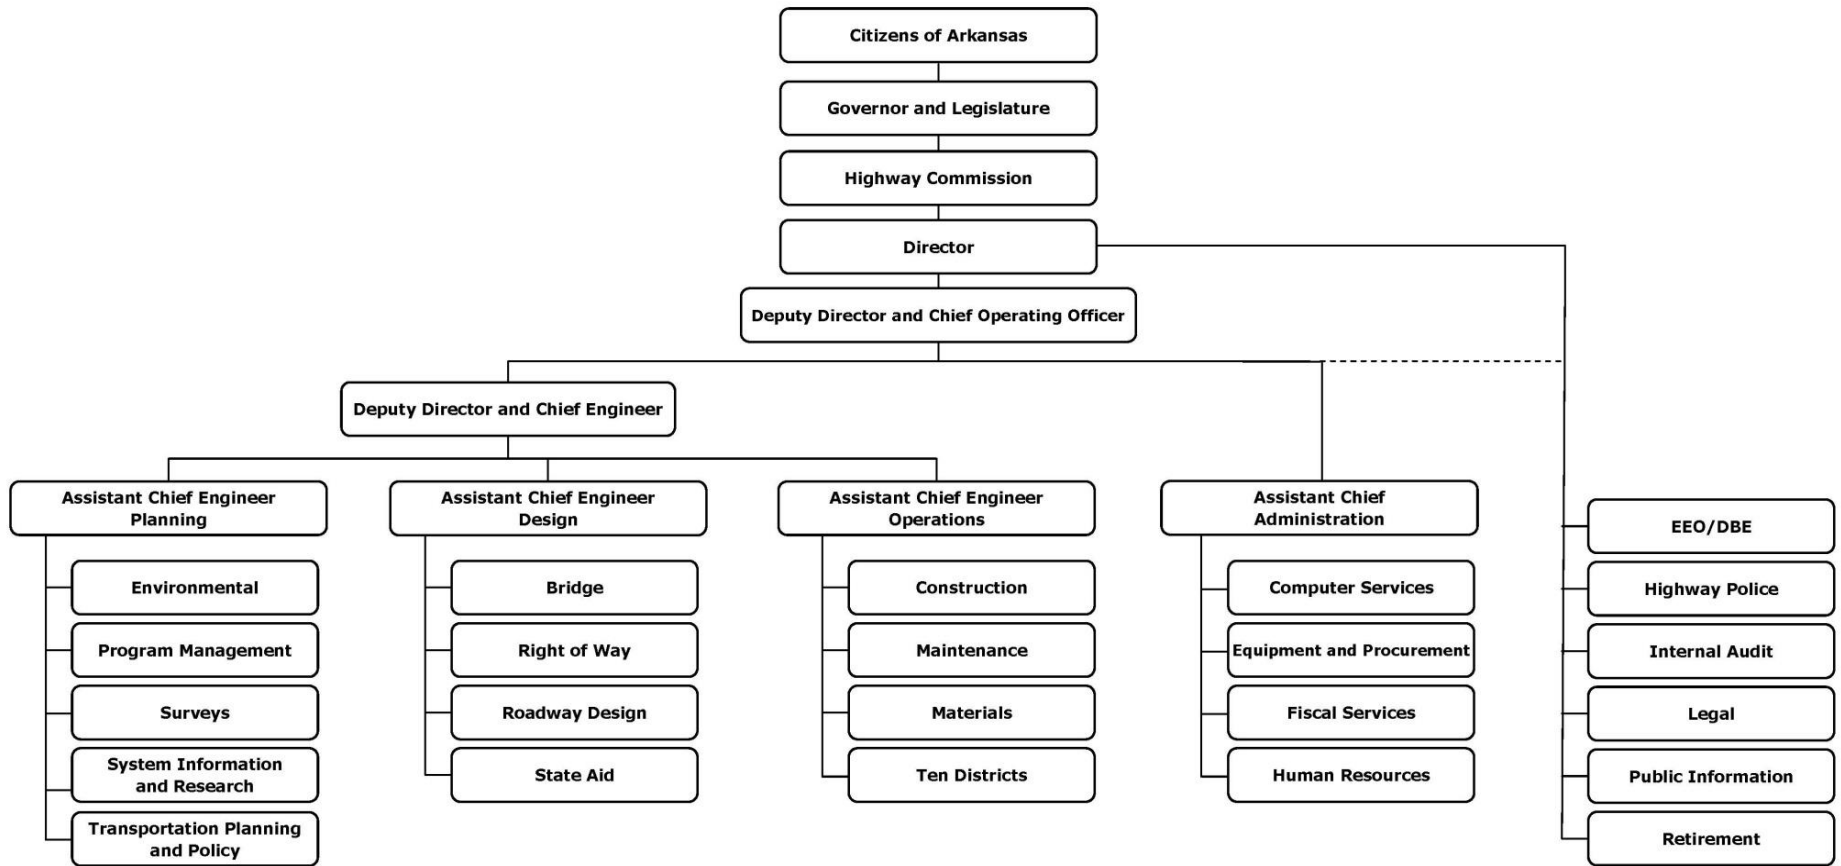 Citizens of Arkansas
Governor and Legislature
Highway Commission
Director
Deputy Director and Chief Operating Officer
Deputy Director and Chief Engineer
Assistant Chief Engineer
Planning
Environmental
Program Management
Surveys
System Information
and Research
Transportation Planning
and Policy
Assistant Chief Engineer
Design
Bridge
Right of Way
Roadway Design
State Aid
Assistant Chief Engineer
Operations
Construction
Maintenance
Materials
Ten Districts
Assistant Chief
Administration
Computer Services
Equipment and Procurement
Fiscal Services
Human Resources
EEO/DBE
Highway Police
Internal Audit
Legal
Public Information
Retirement